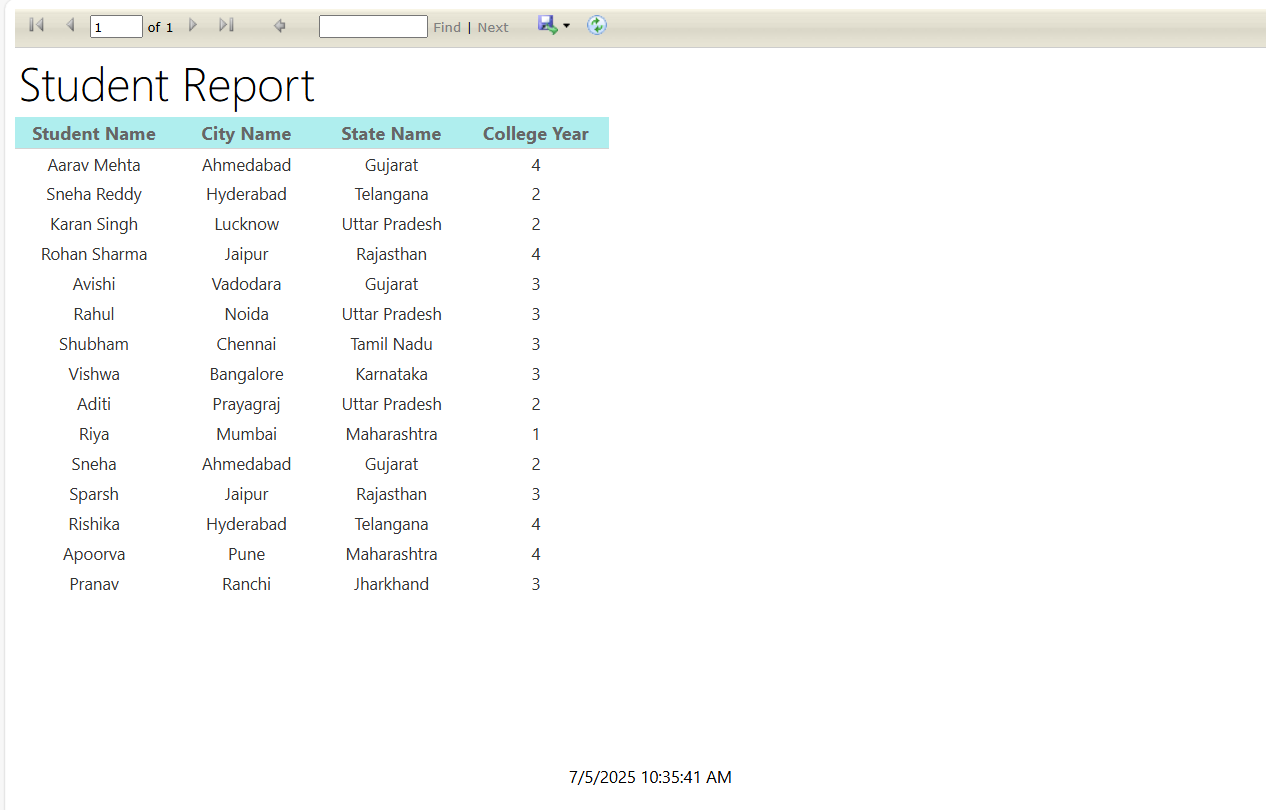 1 of 1 Find | Next
Student Report
Student Name City Name State Name College Year
Aarav Mehta Ahmedabad Gujarat 4
Sneha Reddy Hyderabad Telangana 2
Karan Singh Lucknow Uttar Pradesh 2
Rohan Sharma Jaipur Rajasthan 4
Avishi Vadodara Gujarat 3
Rahul Noida Uttar Pradesh 3
Shubham Chennai Tamil Nadu 3
Vishwa Bangalore Karnataka 3
Aditi Prayagraj Uttar Pradesh 2
Riya Mumbai Maharashtra 1
Sneha Ahmedabad Gujarat 2
Sparsh Jaipur Rajasthan 3
Rishika Hyderabad Telangana 4
Apoorva Pune Maharashtra 4
Pranav Ranchi Jharkhand 3
7/5/2025 10:35:41 AM